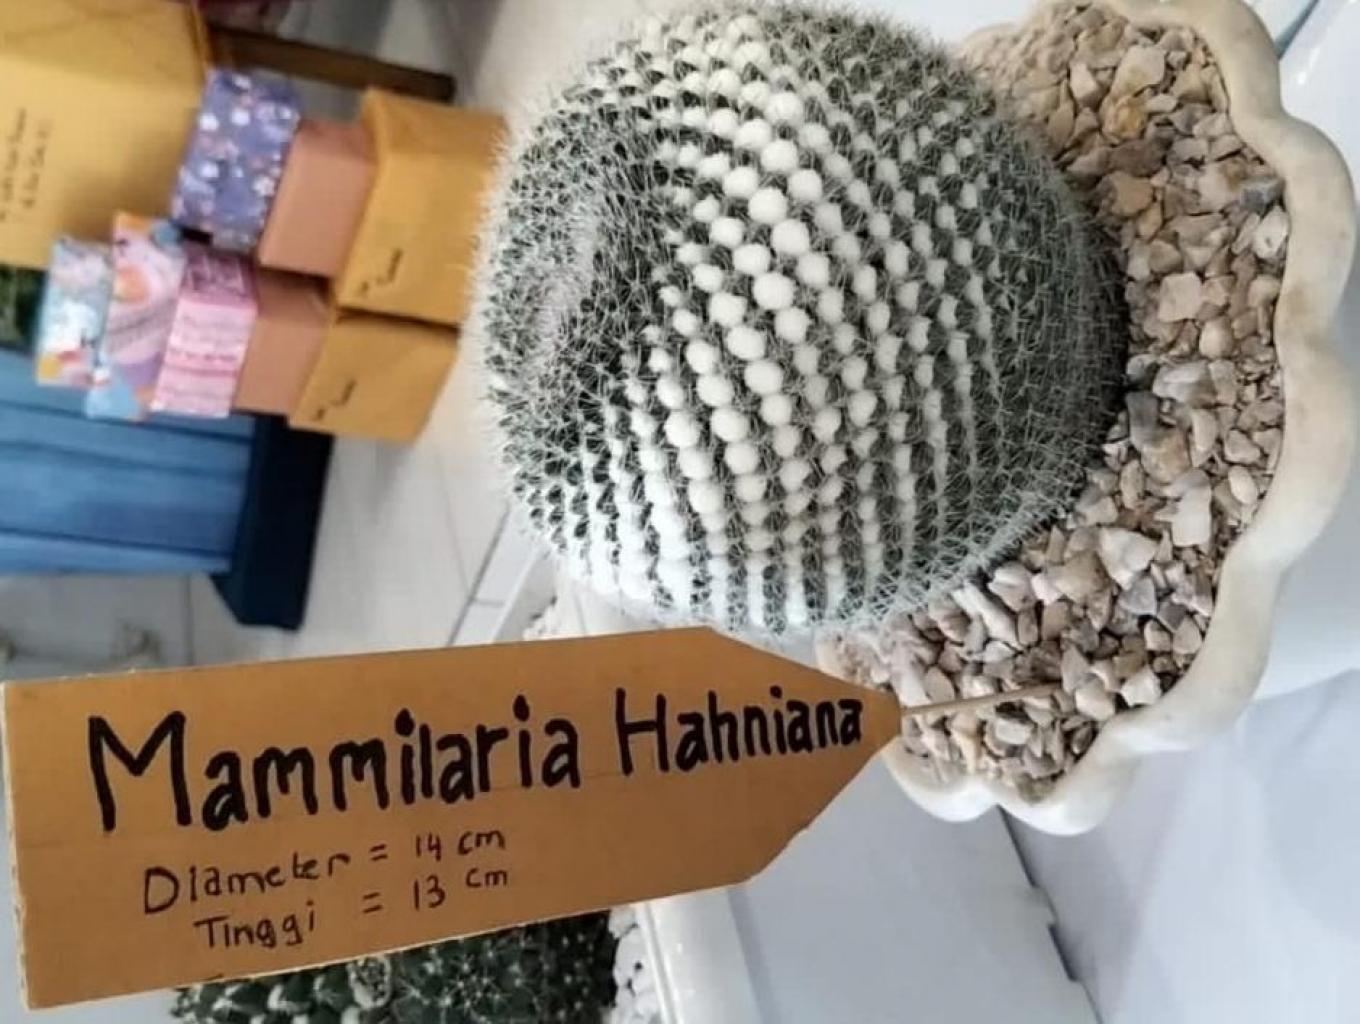 Mammilaria Hahniana
Diameter = 14 cm
Tinggi = 13 cm